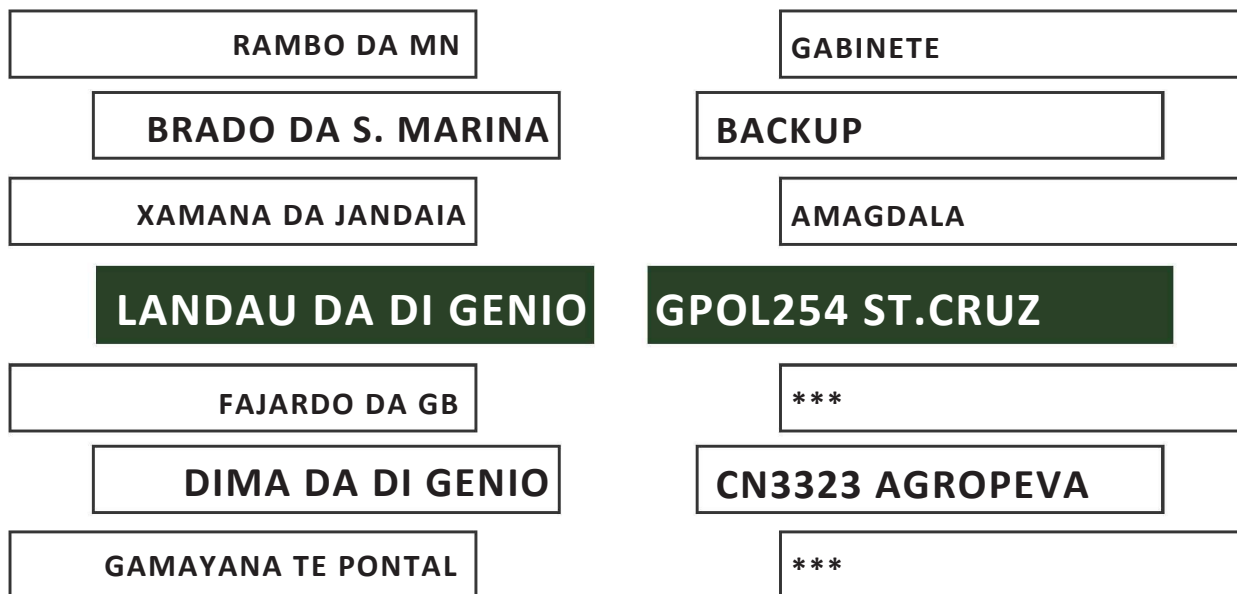 RAMBO DA MN
GABINETE
BRADO DA S. MARINA
BACKUP
XAMANA DA JANDAIA
AMAGDALA
LANDAU DA DI GENIO
GPOL254 ST.CRUZ
FAJARDO DA GB
***
DIMA DA DI GENIO
CN3323 AGROPEVA
GAMAYANA TE PONTAL
***